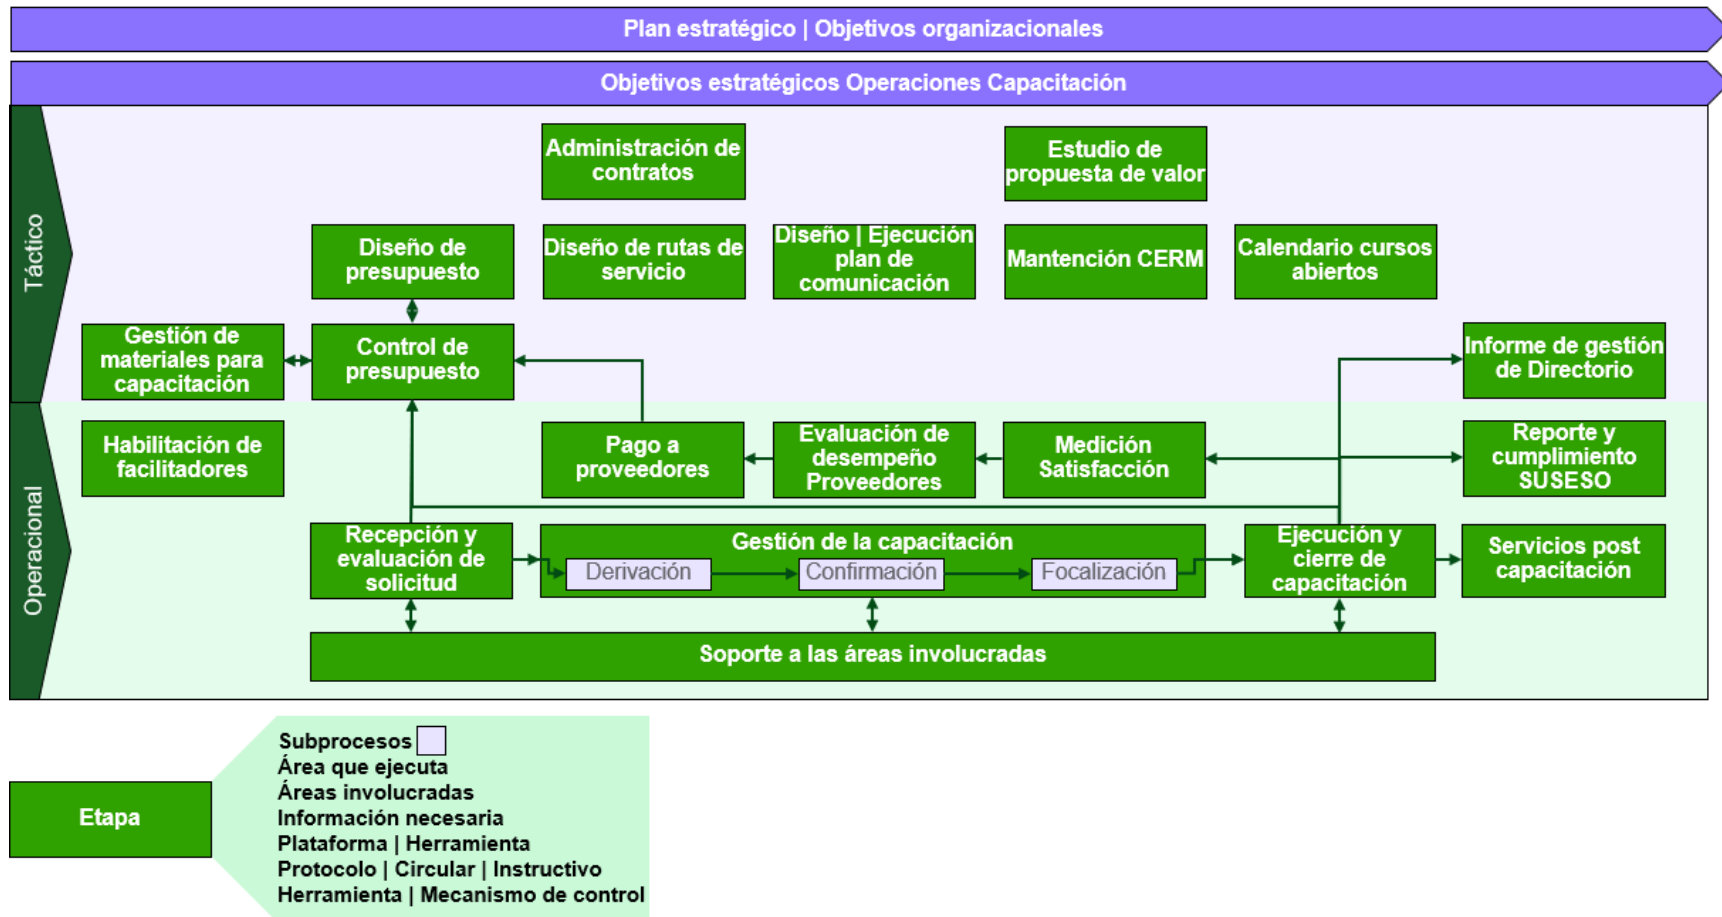 Plan estratégico | Objetivos organizacionales
Objetivos estratégicos Operaciones Capacitación
Táctico
Administración de
contratos
Estudio de
propuesta de valor
Diseño de
presupuesto
Diseño de rutas de
servicio
Diseño | Ejecución
plan de
comunicación
Mantención CERM
Calendario cursos
abiertos
Gestión de
materiales para
capacitación
Control de
presupuesto
Informe de gestión
de Directorio
Operacional
Habilitación de
facilitadores
Pago a
proveedores
Evaluación de
desempeño
Proveedores
Medición
Satisfacción
Reporte y
cumplimiento
SUSESO
Recepción y
evaluación de
solicitud
Gestión de la capacitación
Derivación
Confirmación
Focalización
Ejecución y
cierre de
capacitación
Servicios post
capacitación
Soporte a las áreas involucradas
Etapa
Subprocesos
Área que ejecuta
Áreas involucradas
Información necesaria
Plataforma | Herramienta
Protocolo | Circular | Instructivo
Herramienta | Mecanismo de control